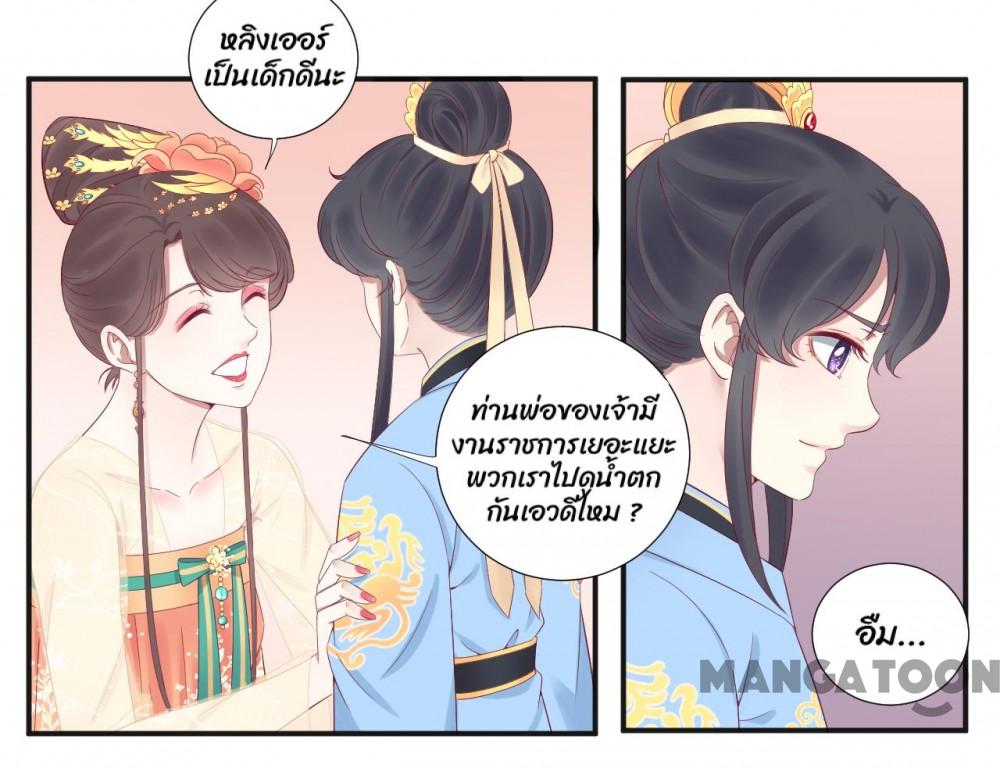 หลิงเออร์
เป็นเด็กดีนะ
ท่านพ่อของเจ้ามี
งานราชการเยอะแยะ
พวกเราไปดูน้ำตก
กันเอวดีไหม ?
อืม...
MANGATOON